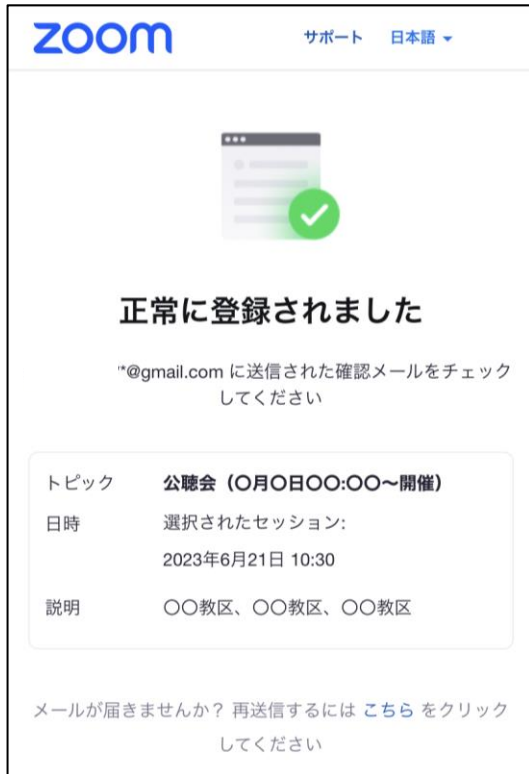 zoom サポート 日本語
正常に登録されました
**@gmail.com に送信された確認メールをチェック
してください
トピック 公聴会（〇月〇日〇〇:〇〇～開催）
日時 選択されたセッション:
2023年6月21日 10:30
説明 〇〇教区、〇〇教区、〇〇教区
メールが届きませんか？ 再送信するには こちら をクリック
してください